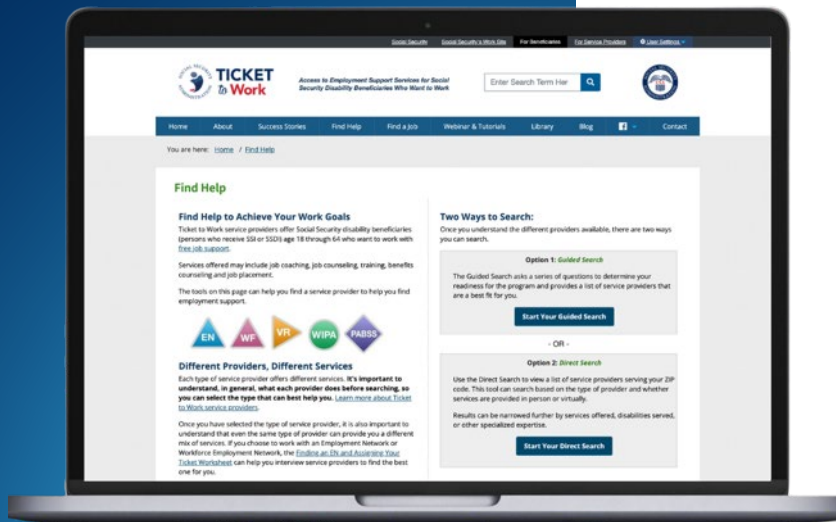 Social Security
Social Security's Work Site
For Beneficiaries
For Service Providers
User Settings
TICKET
to Work
Access to Employment Support Services for Social
Security Disability Beneficiaries Who Want to Work
Enter Search Term Her
Home
About
Success Stories
Find Help
Find a Job
Webinar & Tutorials
Library
Blog
Contact
You are here: Home / Find Help
Find Help
Find Help to Achieve Your Work Goals
Ticket to Work service providers offer Social Security disability beneficiaries
(persons who receive SSI or SSDI) age 18 through 64 who want to work with
free job support.
Services offered may include job coaching, job counseling, training, benefits
counseling and job placement.
The tools on this page can help you find a service provider to help you find
employment support.
EN
WF
VR
WIPA
PABSS
Different Providers, Different Services
Each type of service provider offers different services. It's important to
understand, in general, what each provider does before searching, so
you can select the type that can best help you. Learn more about Ticket
to Work service providers.
Once you have selected the type of service provider, it is also important to
understand that even the same type of provider can provide you a different
mix of services. If you choose to work with an Employment Network or
Workforce Employment Network, the Finding an EN and Assigning Your
Ticket Worksheet can help you interview service providers to find the best
one for you.
Two Ways to Search:
Once you understand the different providers available, there are two ways
you can search.
Option 1: Guided Search
The Guided Search asks a series of questions to determine your
readiness for the program and provides a list of service providers that
are a best fit for you.
Start Your Guided Search
- OR -
Option 2: Direct Search
Use the Direct Search to view a list of service providers serving your ZIP
code. This tool can search based on the type of provider and whether
services are provided in person or virtually.
Results can be narrowed further by services offered, disabilities served,
or other specialized expertise.
Start Your Direct Search